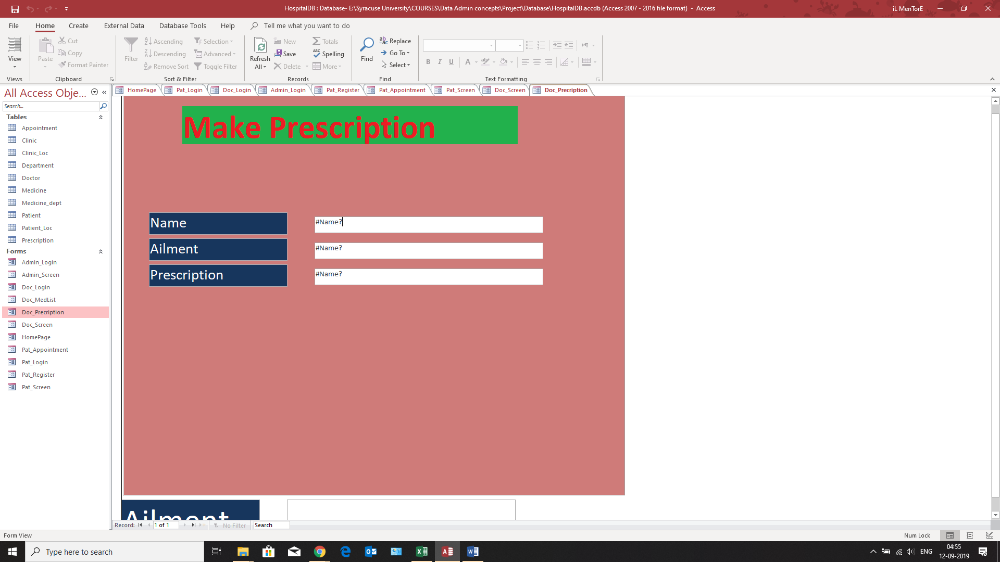 HospitalDB : Database- E:\Syracuse University\COURSES\Data Admin concepts\Project\Database\HospitalDB.accdb (Access 2007 - 2016 file format) - Access
iL MenTorE
File Home Create External Data Database Tools Help Tell me what you want to do
View
Views
Paste
Cut
Copy
Format Painter
Clipboard
Filter
Ascending
Descending
Remove Sort
Selection
Advanced
Toggle Filter
Sort & Filter
Refresh
All
New
Save
Delete
Totals
Spelling
More
Records
Find
Replace
Go To
Select
Find
B I U A
Text Formatting
All Access Obje...
Search...
Tables
Appointment
Clinic
Clinic_Loc
Department
Doctor
Medicine
Medicine_dept
Patient
Patient_Loc
Prescription
Forms
Admin_Login
Admin_Screen
Doc_Login
Doc_MedList
Doc_Precription
Doc_Screen
HomePage
Pat_Appointment
Pat_Login
Pat_Register
Pat_Screen
HomePage Pat_Login Doc_Login Admin_Login Pat_Register Pat_Appointment Pat_Screen Doc_Screen Doc_Precription
Make Prescription
Name #Name?
Ailment #Name?
Prescription #Name?
Ailment
Record: 1 of 1 No Filter Search
Form View
Num Lock
Type here to search
ENG
04:55
12-09-2019